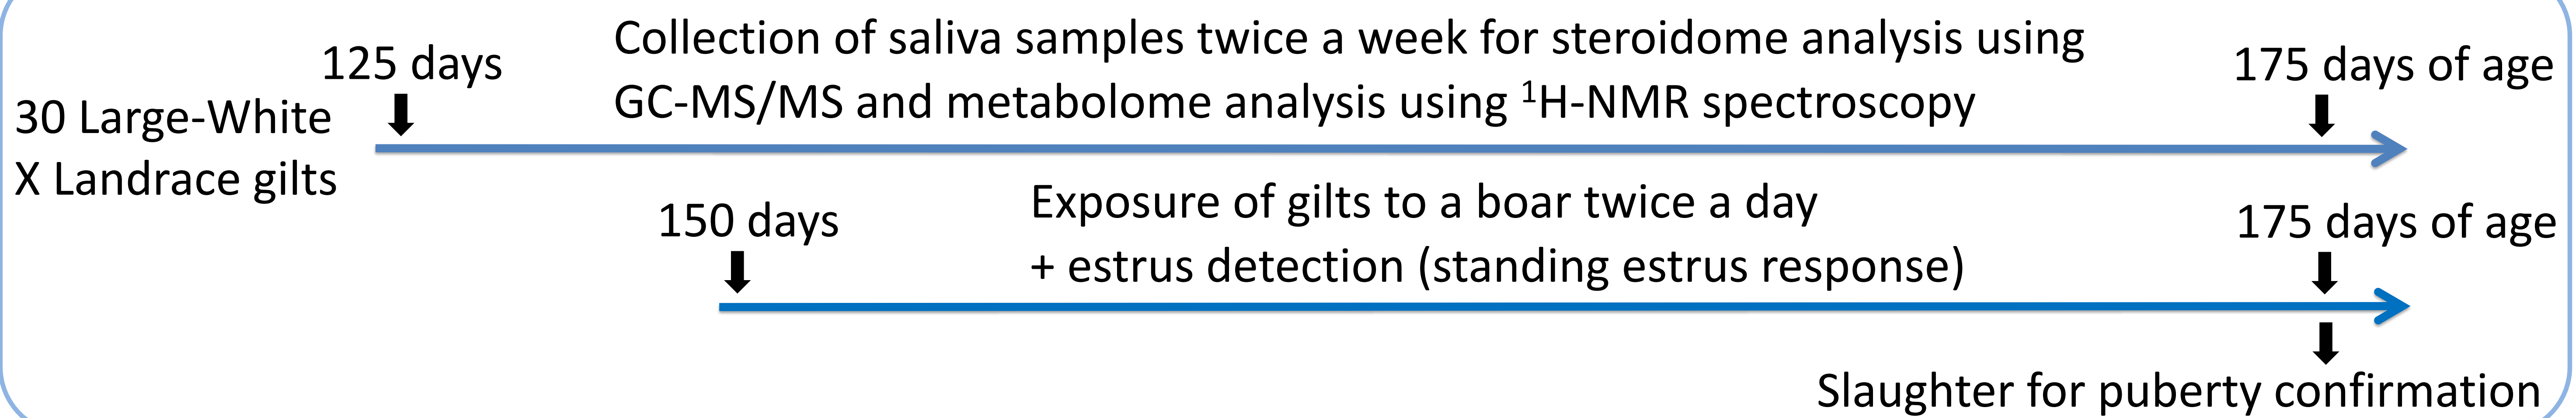 30 Large-White
X Landrace gilts
125 days
Collection of saliva samples twice a week for steroidome analysis using
GC-MS/MS and metabolome analysis using ¹H-NMR spectroscopy
175 days of age
150 days
Exposure of gilts to a boar twice a day
+ estrus detection (standing estrus response)
175 days of age
Slaughter for puberty confirmation